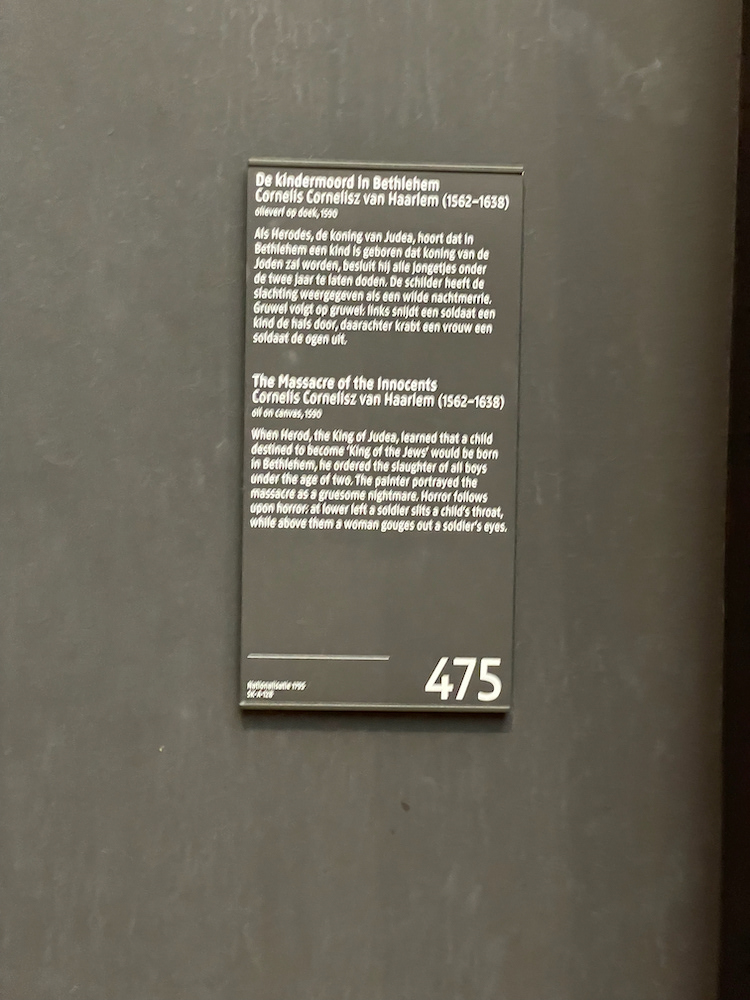 De kindermoord in Bethlehem
Cornelis Cornelisz van Haarlem (1562–1638)
olieverf op doek, 1590
Als Herodes, de koning van Judea, hoort dat in
Bethlehem een kind is geboren dat koning van de
Joden zal worden, besluit hij alle jongetjes onder
de twee jaar te laten doden. De schilder heeft de
slachting weergegeven als een wilde nachtmerrie.
Gruwel volgt op gruwel: links snijdt een soldaat een
kind de hals door, daarachter krabt een vrouw een
soldaat de ogen uit.
The Massacre of the Innocents
Cornelis Cornelisz van Haarlem (1562–1638)
oil on canvas, 1590
When Herod, the King of Judea, learned that a child
destined to become ‘King of the Jews’ would be born
in Bethlehem, he ordered the slaughter of all boys
under the age of two. The painter portrayed the
massacre as a gruesome nightmare. Horror follows
upon horror: at lower left a soldier slits a child’s throat,
while above them a woman gouges out a soldier’s eyes.
Nationalisatie 1795
SK-A-128
475